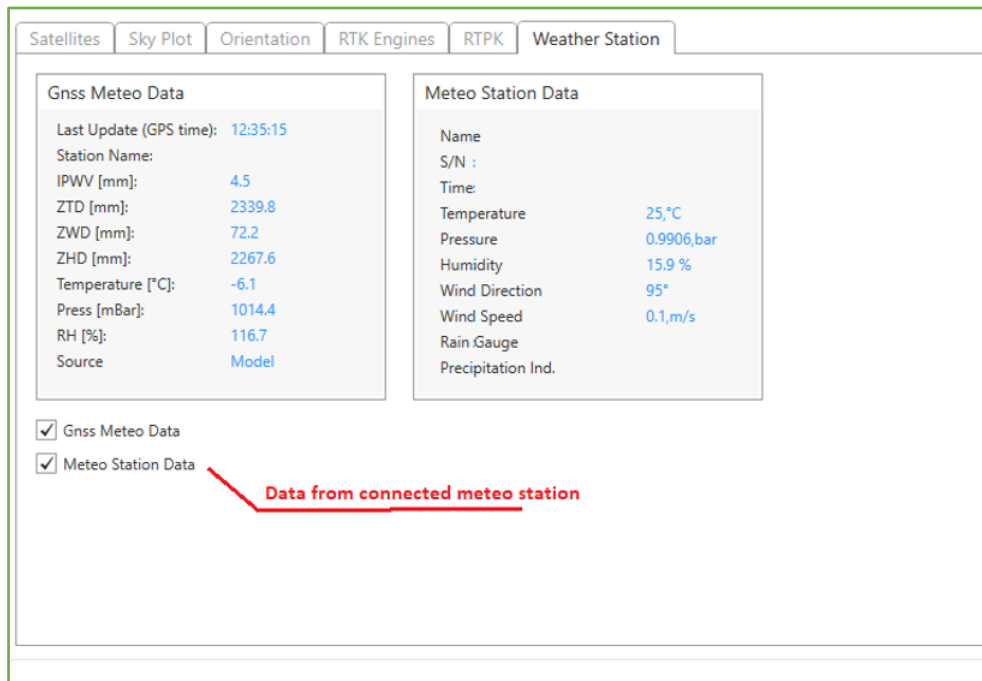 Satellites Sky Plot Orientation RTK Engines RTPK Weather Station
Gnss Meteo Data
Last Update (GPS time): 12:35:15
Station Name:
IPWV [mm]: 4.5
ZTD [mm]: 2339.8
ZWD [mm]: 72.2
ZHD [mm]: 2267.6
Temperature [°C]: -6.1
Press [mBar]: 1014.4
RH [%]: 116.7
Source Model
Meteo Station Data
Name
S/N :
Time:
Temperature 25,°C
Pressure 0.9906,bar
Humidity 15.9 %
Wind Direction 95°
Wind Speed 0.1,m/s
Rain :Gauge
Precipitation Ind.
Gnss Meteo Data
Meteo Station Data
Data from connected meteo station